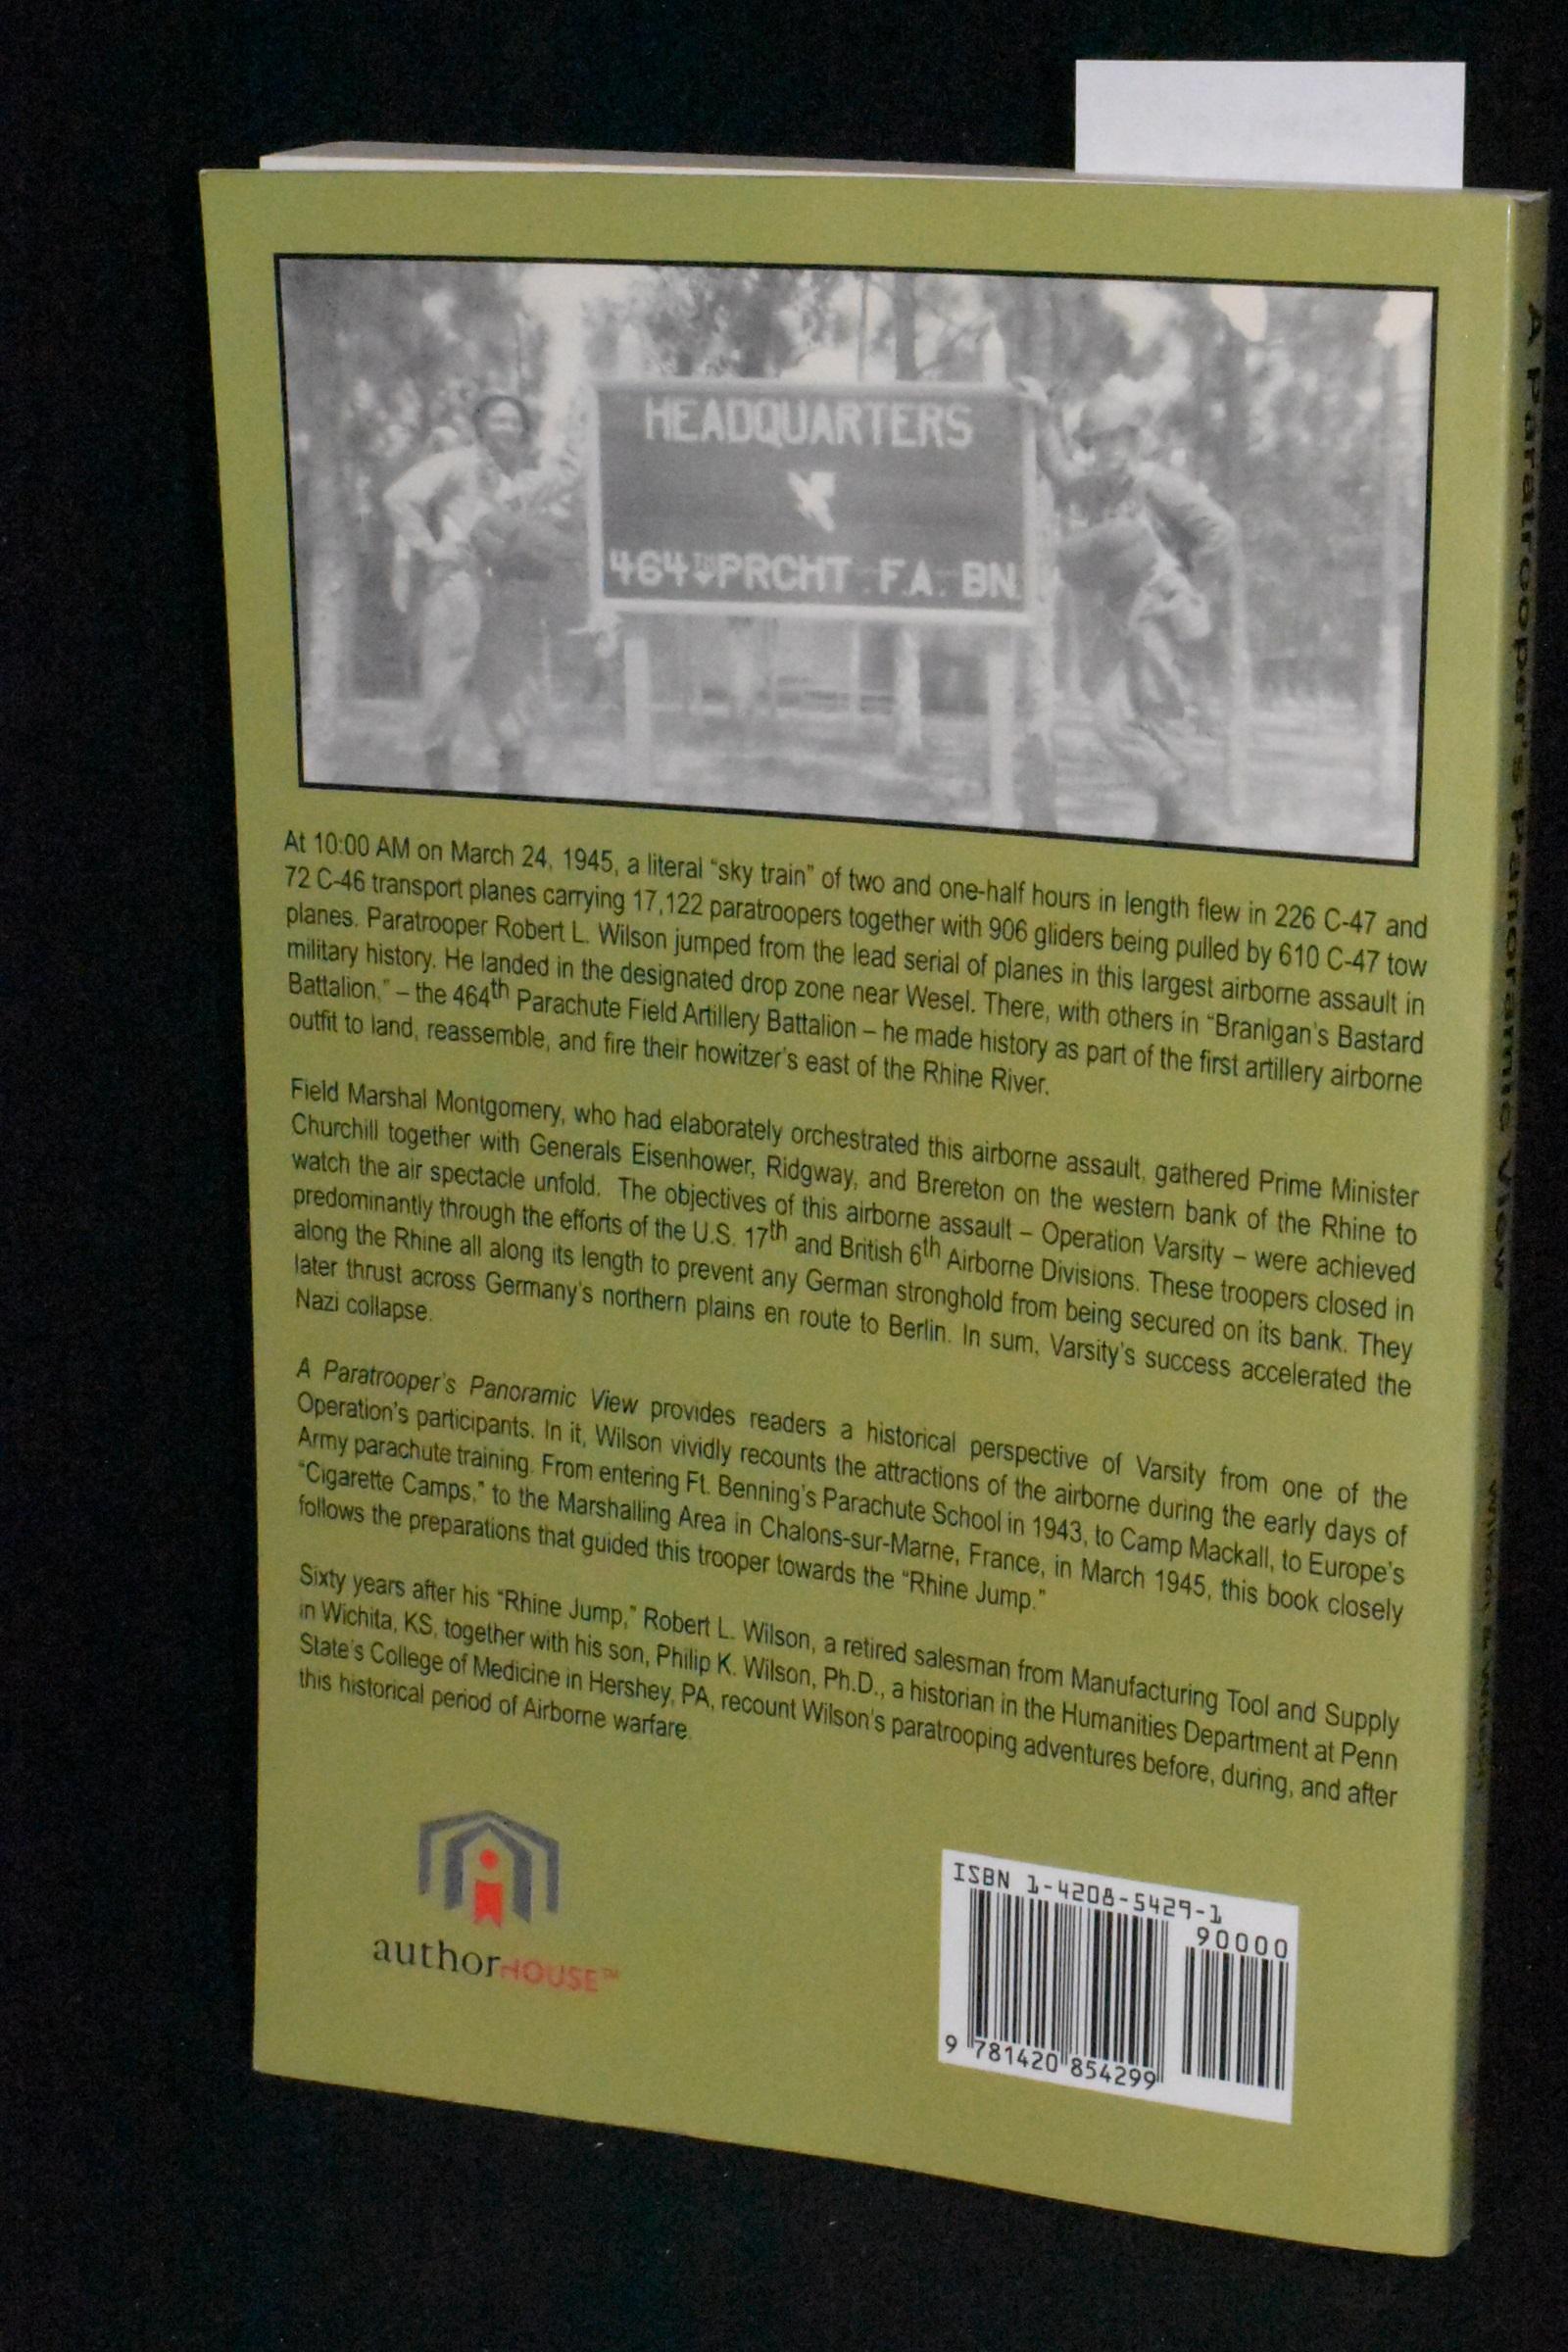 HEADQUARTERS
464TH PRCHT. F.A. BN
At 10:00 AM on March 24, 1945, a literal “sky train” of two and one-half hours in length flew in 226 C-47 and
72 C-46 transport planes carrying 17,122 paratroopers together with 906 gliders being pulled by 610 C-47 tow
planes. Paratrooper Robert L. Wilson jumped from the lead serial of planes in this largest airborne assault in
military history. He landed in the designated drop zone near Wesel. There, with others in “Branigan’s Bastard
Battalion,” – the 464th Parachute Field Artillery Battalion – he made history as part of the first artillery airborne
outfit to land, reassemble, and fire their howitzer’s east of the Rhine River.
Field Marshal Montgomery, who had elaborately orchestrated this airborne assault, gathered Prime Minister
Churchill together with Generals Eisenhower, Ridgway, and Brereton on the western bank of the Rhine to
watch the air spectacle unfold. The objectives of this airborne assault – Operation Varsity – were achieved
predominantly through the efforts of the U.S. 17th and British 6th Airborne Divisions. These troopers closed in
along the Rhine all along its length to prevent any German stronghold from being secured on its bank. They
later thrust across Germany’s northern plains en route to Berlin. In sum, Varsity’s success accelerated the
Nazi collapse.
A Paratrooper’s Panoramic View provides readers a historical perspective of Varsity from one of the
Operation’s participants. In it, Wilson vividly recounts the attractions of the airborne during the early days of
Army parachute training. From entering Ft. Benning’s Parachute School in 1943, to Camp Mackall, to Europe’s
“Cigarette Camps,” to the Marshalling Area in Chalons-sur-Marne, France, in March 1945, this book closely
follows the preparations that guided this trooper towards the “Rhine Jump.”
Sixty years after his “Rhine Jump,” Robert L. Wilson, a retired salesman from Manufacturing Tool and Supply
in Wichita, KS, together with his son, Philip K. Wilson, Ph.D., a historian in the Humanities Department at Penn
State’s College of Medicine in Hershey, PA, recount Wilson’s paratrooping adventures before, during, and after
this historical period of Airborne warfare.
authorHOUSE™
ISBN 1-4208-5429-1
90000
9 781420 854299
A Paratrooper's Panoramic View
Wilson & Wilson